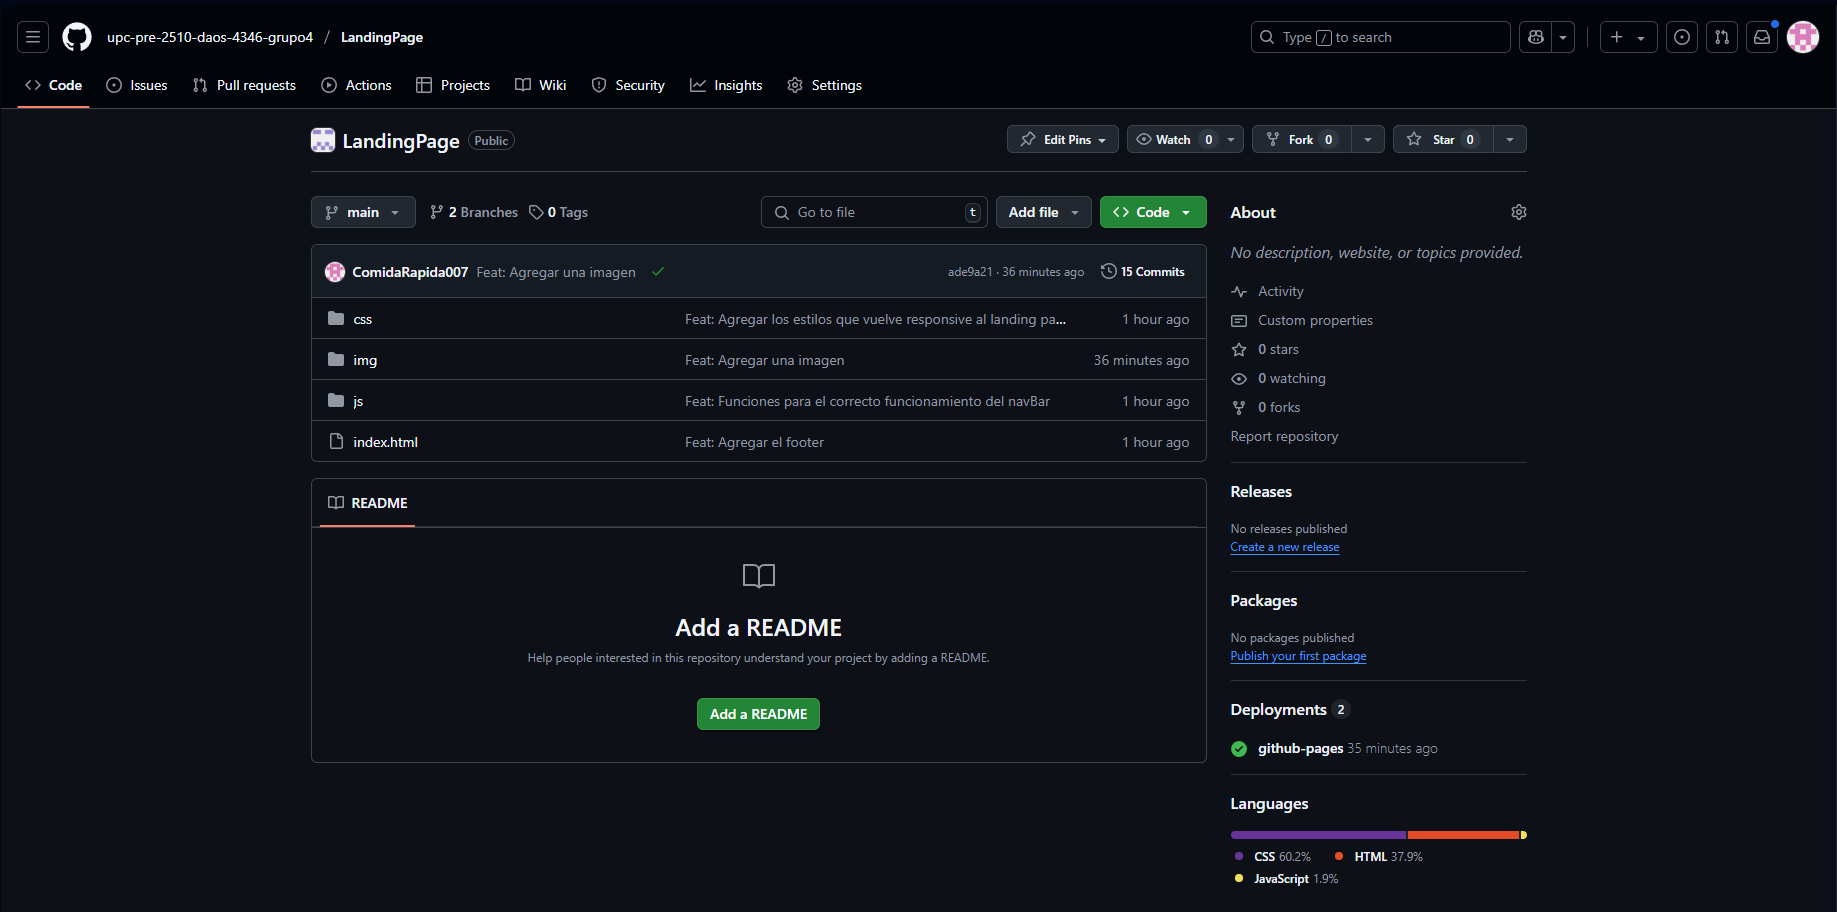 upc-pre-2510-daos-4346-grupo4 / LandingPage
Type / to search
Code Issues Pull requests Actions Projects Wiki Security Insights Settings
LandingPage Public
Edit Pins Watch 0 Fork 0 Star 0
main 2 Branches 0 Tags
Go to file t Add file Code
ComidaRapida007 Feat: Agregar una imagen ade9a21 · 36 minutes ago 15 Commits
css Feat: Agregar los estilos que vuelve responsive al landing pa... 1 hour ago
img Feat: Agregar una imagen 36 minutes ago
js Feat: Funciones para el correcto funcionamiento del navBar 1 hour ago
index.html Feat: Agregar el footer 1 hour ago
README
Add a README
Help people interested in this repository understand your project by adding a README.
Add a README
About
No description, website, or topics provided.
Activity
Custom properties
0 stars
0 watching
0 forks
Report repository
Releases
No releases published
Create a new release
Packages
No packages published
Publish your first package
Deployments 2
github-pages 35 minutes ago
Languages
CSS 60.2% HTML 37.9%
JavaScript 1.9%